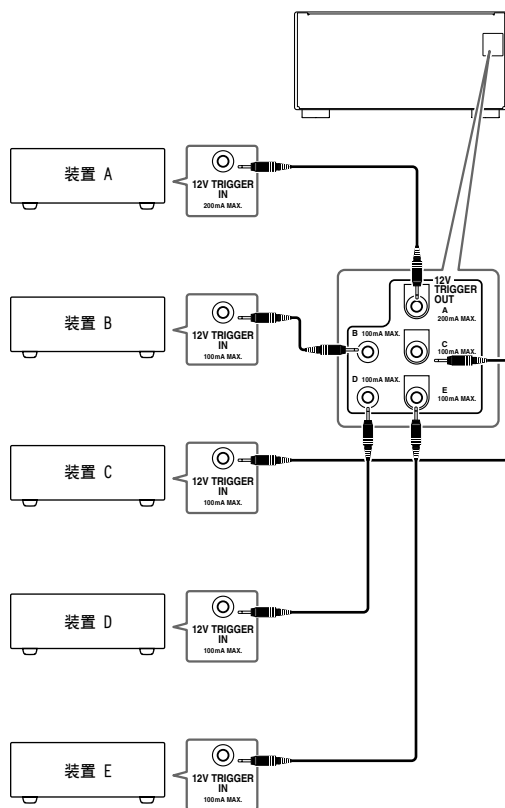 装置 A
12V TRIGGER
IN
200mA MAX.
12V
TRIGGER
OUT
A
200mA MAX.
装置 B
12V TRIGGER
IN
100mA MAX.
B 100mA MAX.
C
100mA MAX.
D 100mA MAX.
E
100mA MAX.
装置 C
12V TRIGGER
IN
100mA MAX.
装置 D
12V TRIGGER
IN
100mA MAX.
装置 E
12V TRIGGER
IN
100mA MAX.